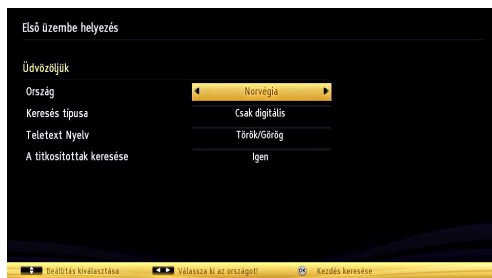 Első üzembe helyezés
Üdvözöljük
Ország Norvégia
Keresés típusa Csak digitális
Teletext Nyelv Török/Görög
A titkosítottak keresése Igen
Beállítás kiválasztása Válassza ki az országot! OK Kezdés keresése